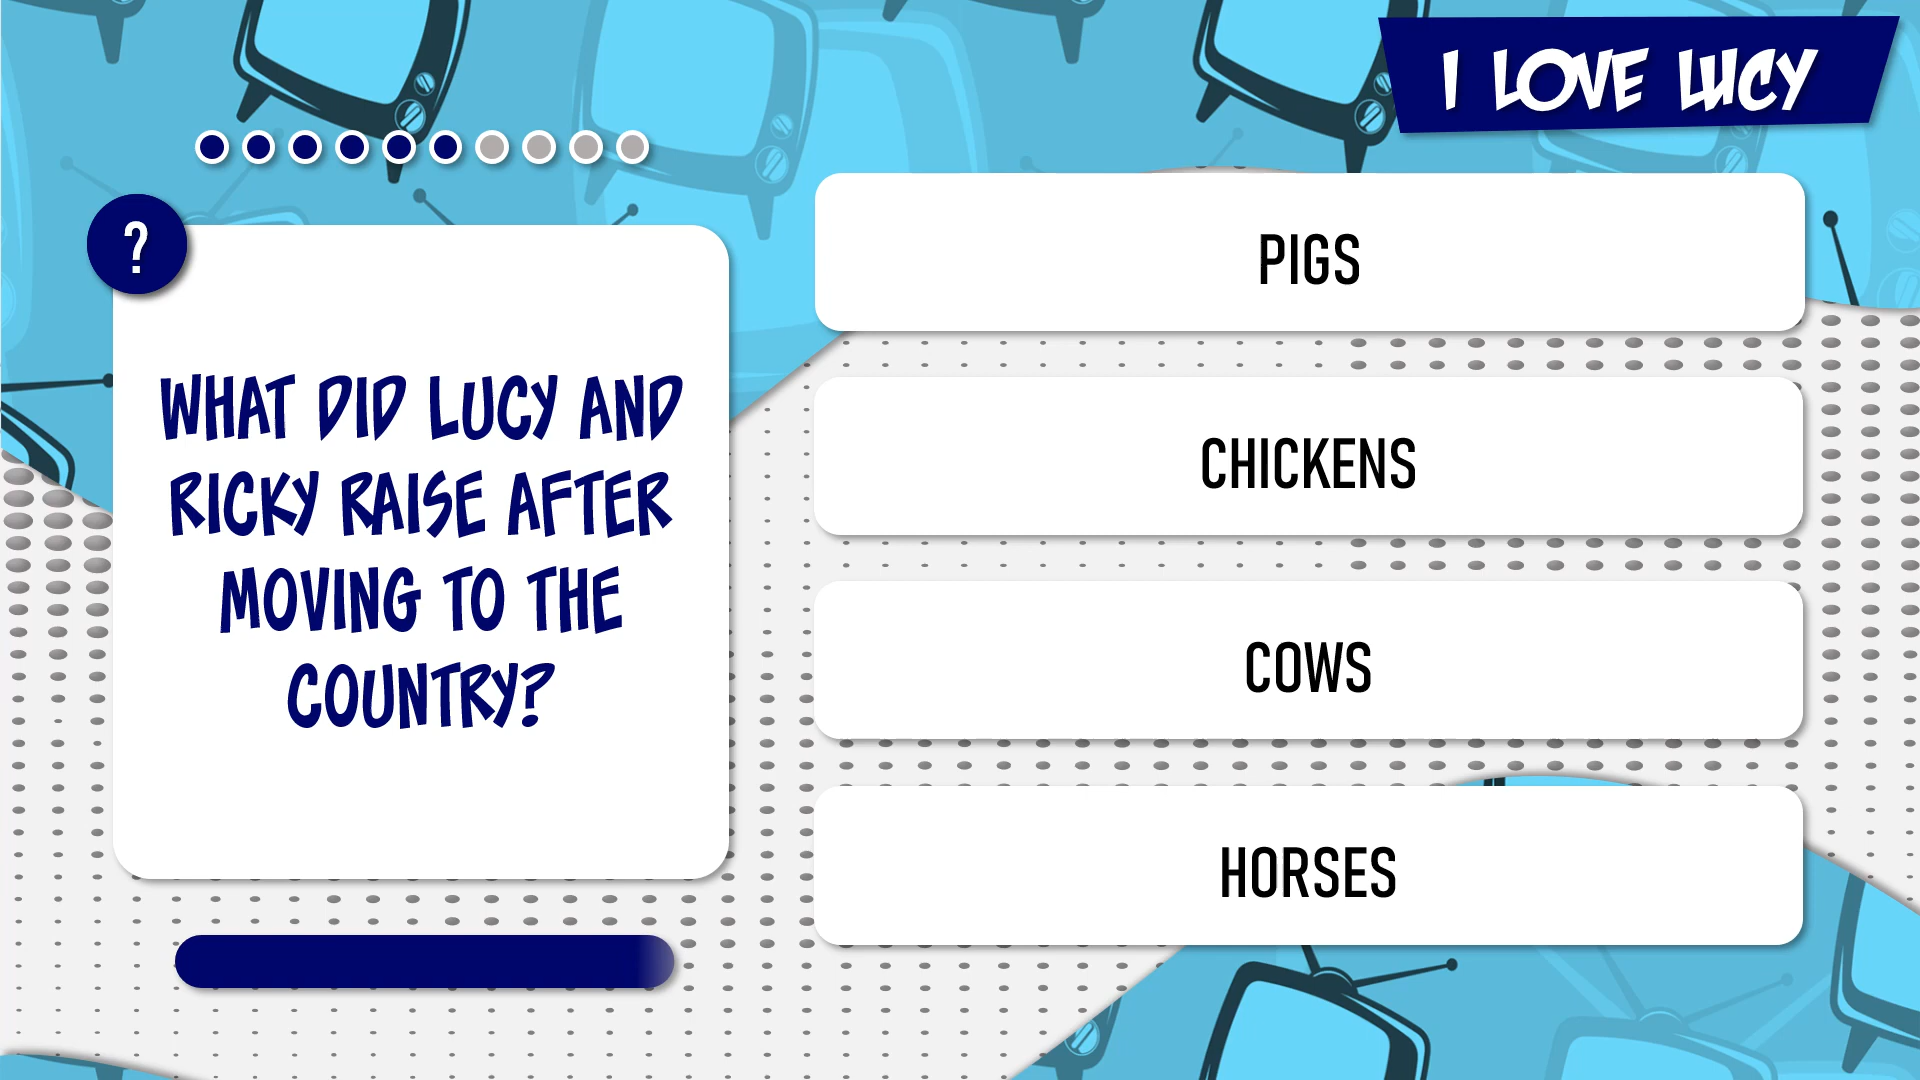 I LOVE LUCY
?
WHAT DID LUCY AND
RICKY RAISE AFTER
MOVING TO THE
COUNTRY?
PIGS
CHICKENS
COWS
HORSES